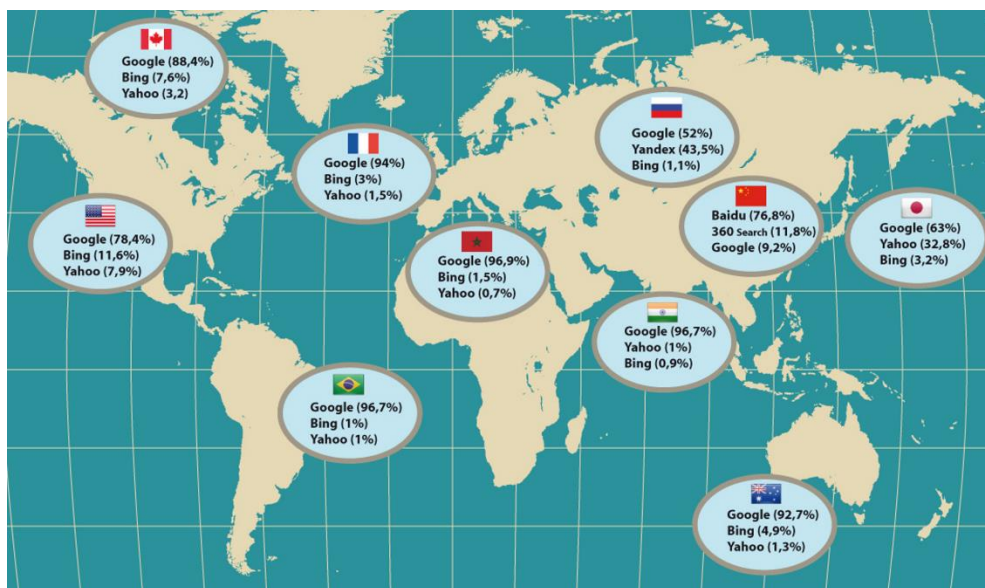 Google (88,4%)
Bing (7,6%)
Yahoo (3,2)
Google (94%)
Bing (3%)
Yahoo (1,5%)
Google (52%)
Yandex (43,5%)
Bing (1,1%)
Google (78,4%)
Bing (11,6%)
Yahoo (7,9%)
Google (96,9%)
Bing (1,5%)
Yahoo (0,7%)
Baidu (76,8%)
360 Search (11,8%)
Google (9,2%)
Google (63%)
Yahoo (32,8%)
Bing (3,2%)
Google (96,7%)
Yahoo (1%)
Bing (0,9%)
Google (96,7%)
Bing (1%)
Yahoo (1%)
Google (92,7%)
Bing (4,9%)
Yahoo (1,3%)